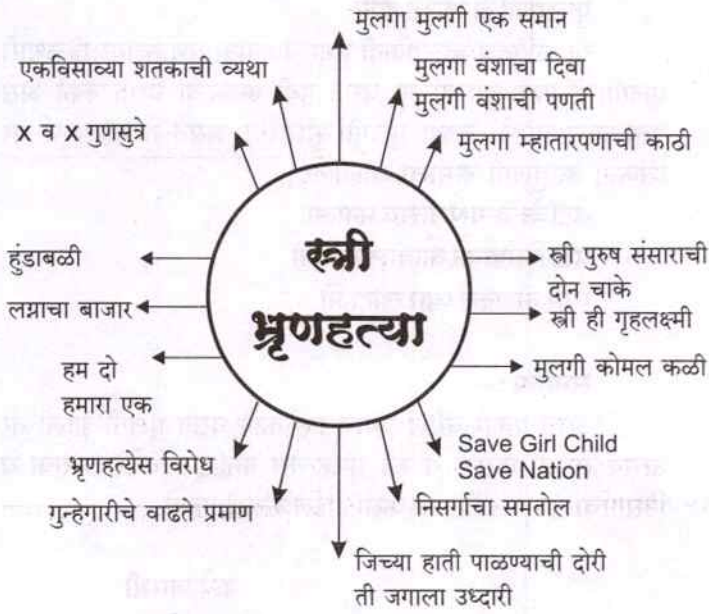 मुलगा मुलगी एक समान
एकविसाव्या शतकाची व्यथा
मुलगा वंशाचा दिवा
मुलगी वंशाची पणती
x व x गुणसुत्रे
मुलगा म्हातारपणाची काठी
स्त्री
भ्रृणहत्या
हुंडाबळी
लग्नाचा बाजार
हम दो
हमारा एक
स्त्री पुरुष संसाराची
दोन चाके
स्त्री ही गृहलक्ष्मी
मुलगी कोमल कळी
भ्रृणहत्येस विरोध
गुन्हेगारीचे वाढते प्रमाण
Save Girl Child
Save Nation
निसर्गाचा समतोल
जिच्या हाती पाळण्याची दोरी
ती जगाला उध्दारी